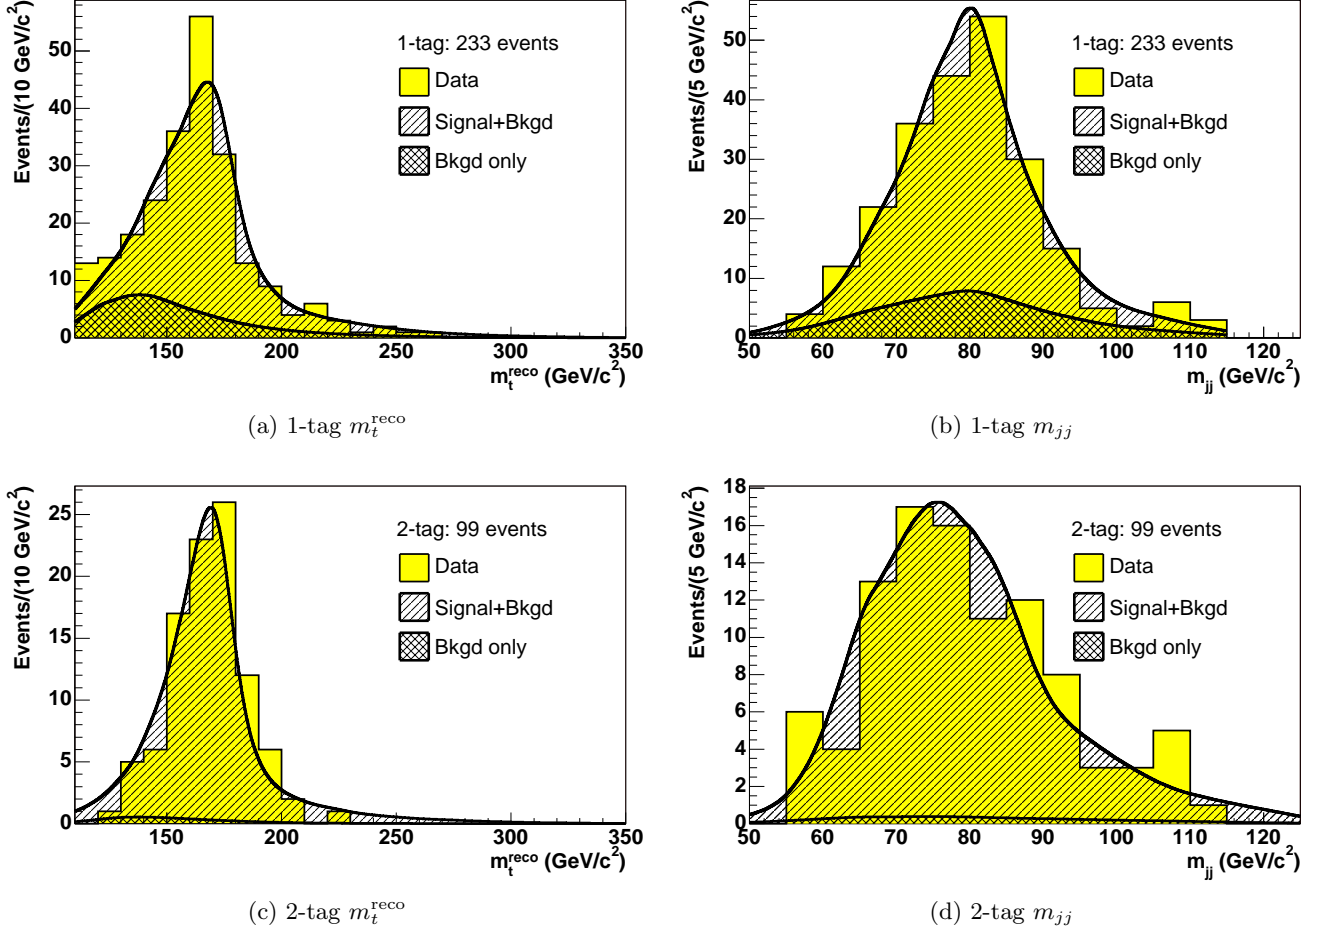 Events/(10 GeV/c²)
50
40
30
20
10
0
150 200 250 300 350
m_t^reco (GeV/c²)
1-tag: 233 events
Data
Signal+Bkgd
Bkgd only
(a) 1-tag m_t^reco
Events/(5 GeV/c²)
50
40
30
20
10
0
50 60 70 80 90 100 110 120
m_jj (GeV/c²)
1-tag: 233 events
Data
Signal+Bkgd
Bkgd only
(b) 1-tag m_jj
Events/(10 GeV/c²)
25
20
15
10
5
0
150 200 250 300 350
m_t^reco (GeV/c²)
2-tag: 99 events
Data
Signal+Bkgd
Bkgd only
(c) 2-tag m_t^reco
Events/(5 GeV/c²)
18
16
14
12
10
8
6
4
2
0
50 60 70 80 90 100 110 120
m_jj (GeV/c²)
2-tag: 99 events
Data
Signal+Bkgd
Bkgd only
(d) 2-tag m_jj